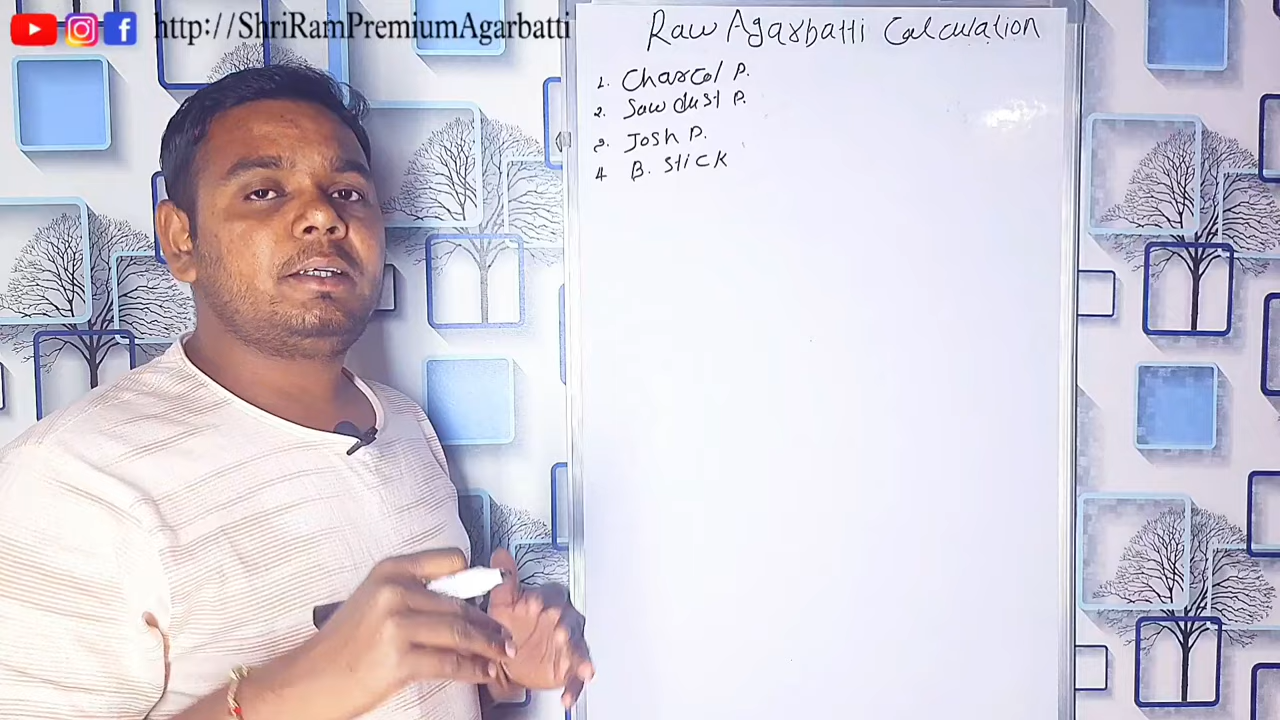 http://ShriRamPremiumAgarbatti
Raw Agarbatti Calculation
1. Charcol P.
2. Saw dust P.
3. Josh P.
4 B. Stick